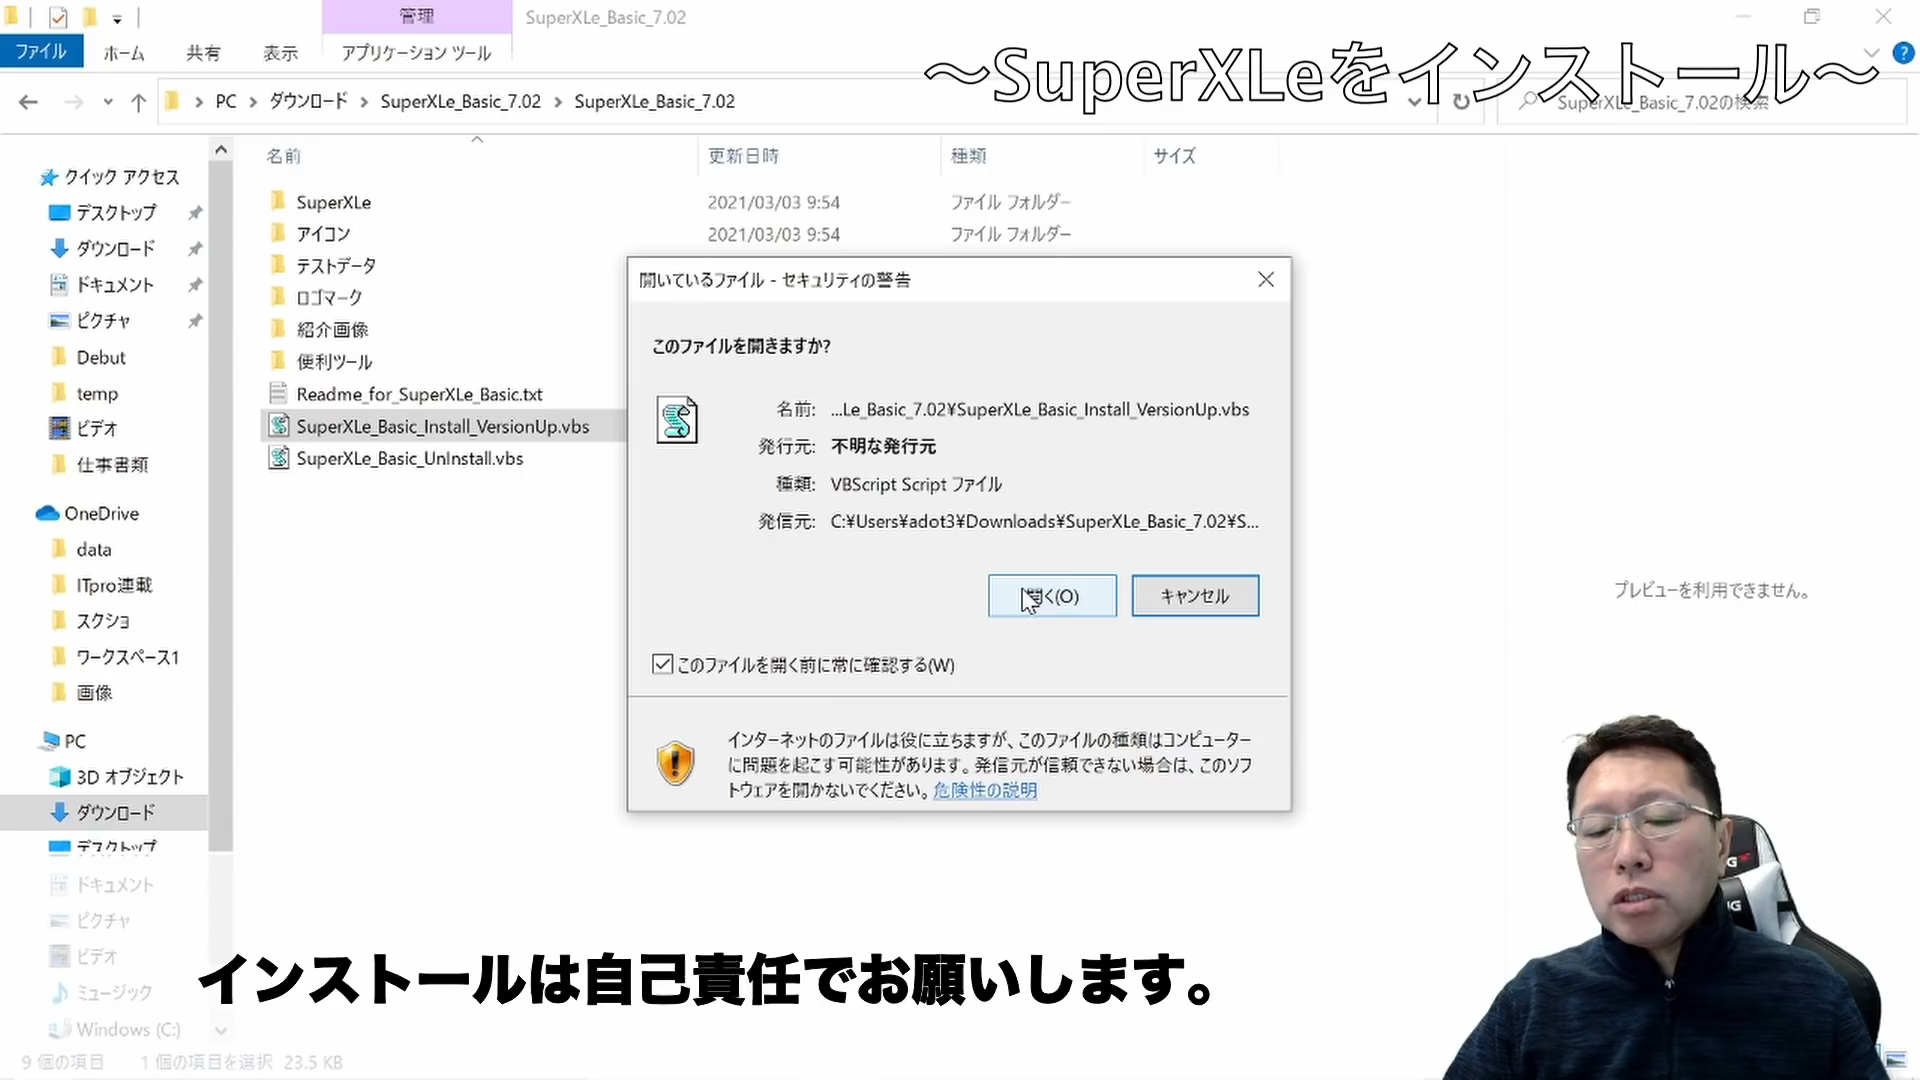 管理
SuperXLe_Basic_7.02
ファイル
ホーム
共有
表示
アプリケーション ツール
?
～SuperXLeをインストール～
PC
ダウンロード
SuperXLe_Basic_7.02
SuperXLe_Basic_7.02
SuperXLe_Basic_7.02の検索
名前
更新日時
種類
サイズ
クイック アクセス
デスクトップ
ダウンロード
ドキュメント
ピクチャ
Debut
temp
ビデオ
仕事書類
OneDrive
data
ITpro連載
スクショ
ワークスペース1
画像
PC
3D オブジェクト
ダウンロード
デスクトップ
ドキュメント
ピクチャ
ビデオ
ミュージック
Windows (C:)
SuperXLe 2021/03/03 9:54 ファイル フォルダー
アイコン 2021/03/03 9:54 ファイル フォルダー
テストデータ
ロゴマーク
紹介画像
便利ツール
Readme_for_SuperXLe_Basic.txt
SuperXLe_Basic_Install_VersionUp.vbs
SuperXLe_Basic_UnInstall.vbs
開いているファイル - セキュリティの警告
このファイルを開きますか?
名前: ...Le_Basic_7.02¥SuperXLe_Basic_Install_VersionUp.vbs
発行元: 不明な発行元
種類: VBScript Script ファイル
発信元: C:¥Users¥adot3¥Downloads¥SuperXLe_Basic_7.02¥S...
開く(O)
キャンセル
このファイルを開く前に常に確認する(W)
インターネットのファイルは役に立ちますが、このファイルの種類はコンピューター
に問題を起こす可能性があります。発信元が信頼できない場合は、このソフ
トウェアを開かないでください。危険性の説明
プレビューを利用できません。
インストールは自己責任でお願いします。
9 個の項目 1 個の項目を選択 23.5 KB